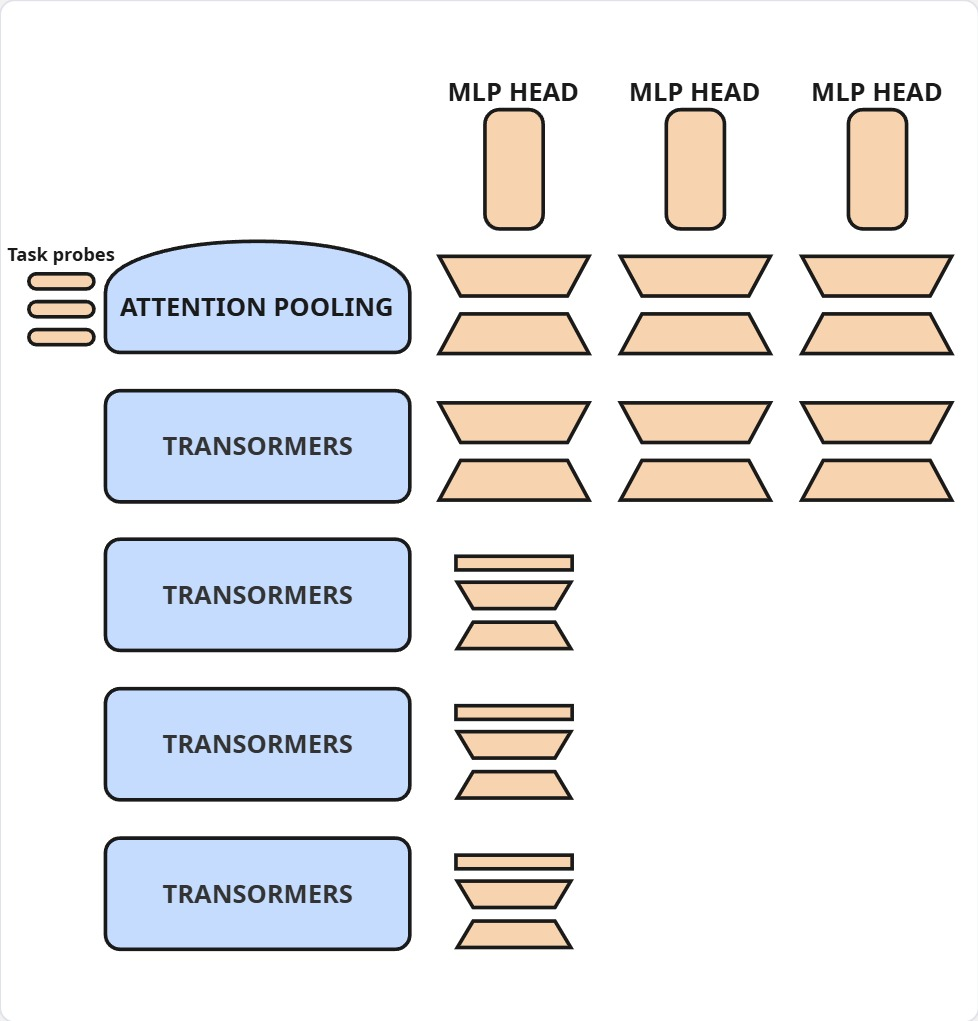 MLP HEAD MLP HEAD MLP HEAD
Task probes
ATTENTION POOLING
TRANSORMERS
TRANSORMERS
TRANSORMERS
TRANSORMERS